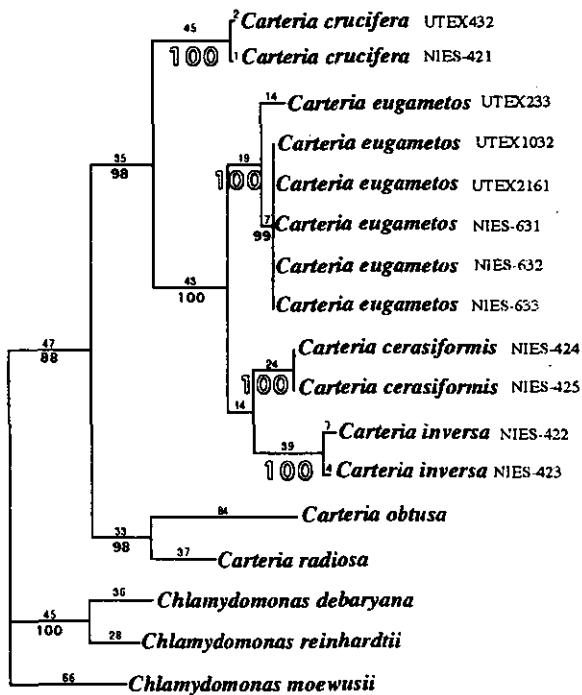 2 Carteria crucifera UTEX432
45
100
1 Carteria crucifera NIES-421
14 Carteria eugametos UTEX233
Carteria eugametos UTEX1032
35
98
19
100
Carteria eugametos UTEX2161
7
99
Carteria eugametos NIES-631
Carteria eugametos NIES-632
43
100
Carteria eugametos NIES-633
47
88
Carteria cerasiformis NIES-424
24
100
Carteria cerasiformis NIES-425
14
Carteria inversa NIES-422
39
100
4 Carteria inversa NIES-423
84 Carteria obtusa
33
98
37 Carteria radiosa
36 Chlamydomonas debaryana
45
100
28 Chlamydomonas reinhardtii
66 Chlamydomonas moewusii